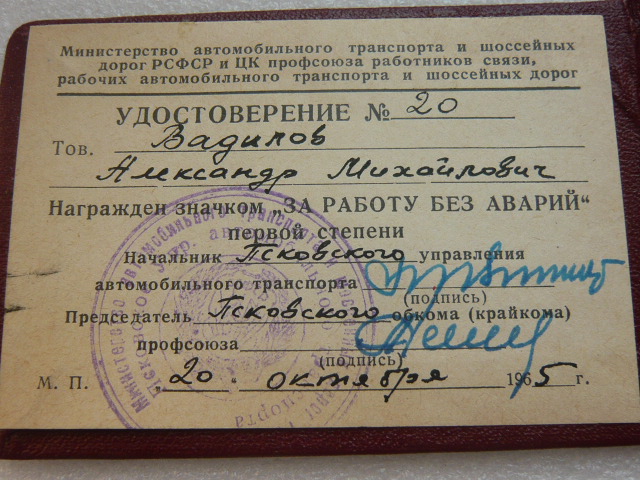 Министерство автомобильного транспорта и шоссейных
дорог РСФСР и ЦК профсоюза работников связи,
рабочих автомобильного транспорта и шоссейных дорог
УДОСТОВЕРЕНИЕ № 20
Тов. Вадилов
Александр Михайлович
Награжден значком „ЗА РАБОТУ БЕЗ АВАРИЙ“
первой степени
Начальник Псковского управления
автомобильного транспорта
(подпись)
Председатель Псковского обкома (крайкома)
профсоюза
(подпись)
М. П. „20“ октября 1965 г.